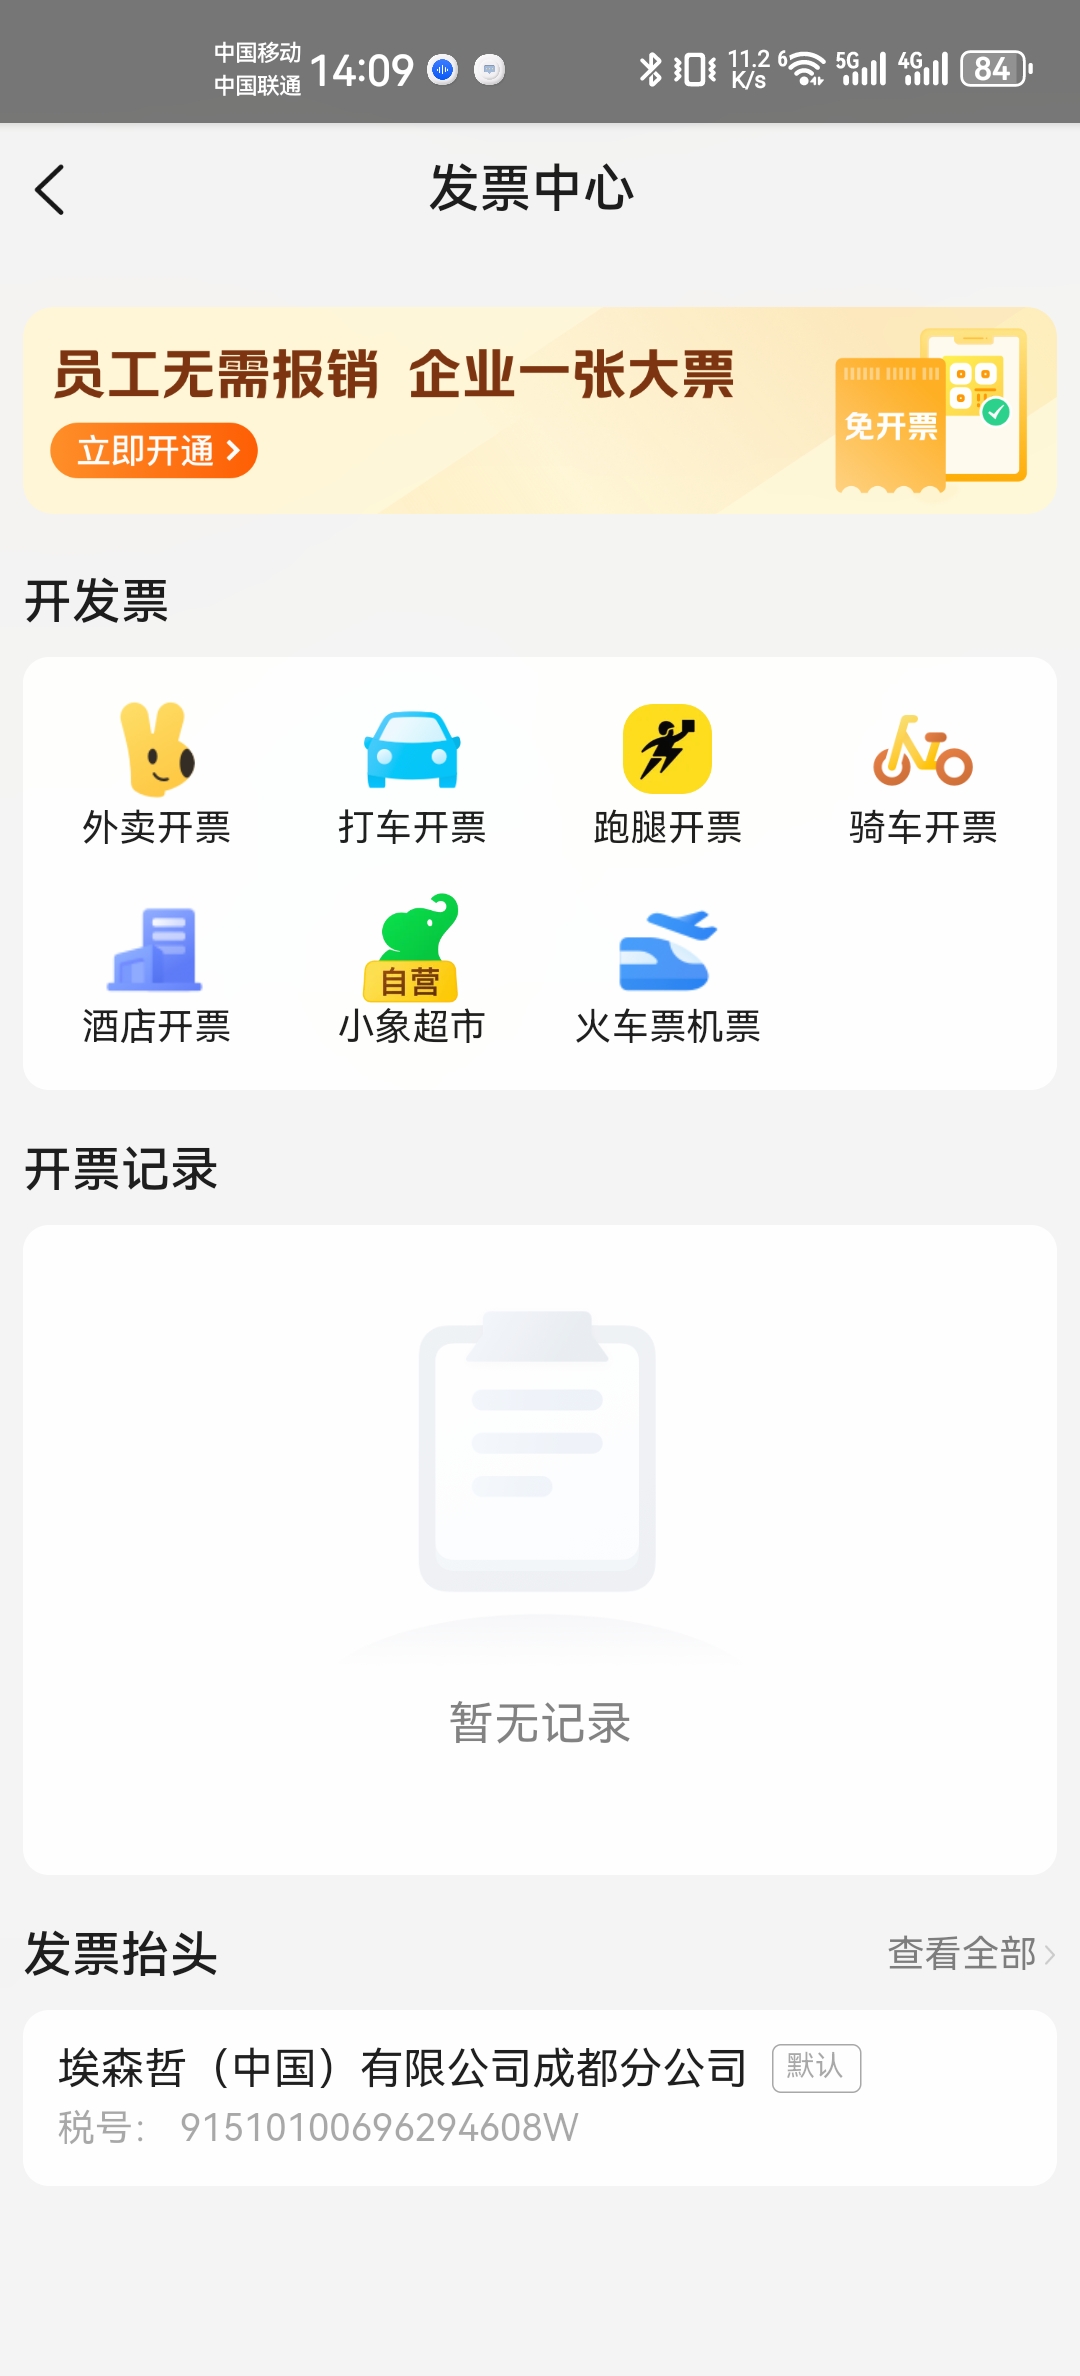 中国移动
中国联通
14:09
11.2
K/s
6
5G
4G
84
发票中心
员工无需报销 企业一张大票
立即开通
免开票
开发票
外卖开票 打车开票 跑腿开票 骑车开票
自营
酒店开票 小象超市 火车票机票
开票记录
暂无记录
发票抬头 查看全部
埃森哲（中国）有限公司成都分公司 默认
税号： 91510100696294608W